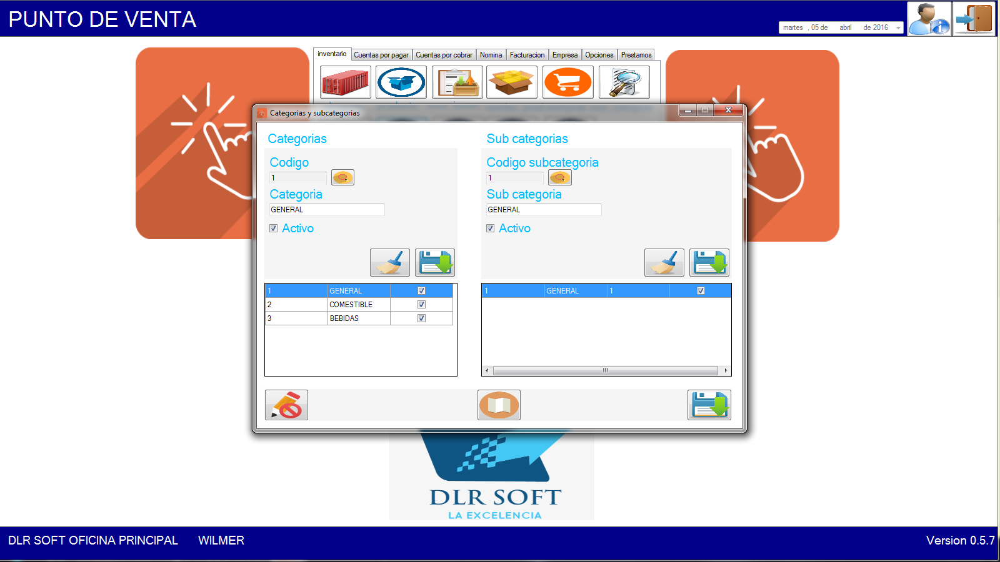 PUNTO DE VENTA
martes , 05 de abril de 2016
inventario Cuentas por pagar Cuentas por cobrar Nomina Facturacion Empresa Opciones Prestamos
Categorias y subcategorias
Categorias
Codigo
1
Categoria
GENERAL
Activo
1 GENERAL
2 COMESTIBLE
3 BEBIDAS
Sub categorias
Codigo subcategoria
1
Sub categoria
GENERAL
Activo
1 GENERAL 1
DLR SOFT
LA EXCELENCIA
DLR SOFT OFICINA PRINCIPAL WILMER
Version 0.5.7